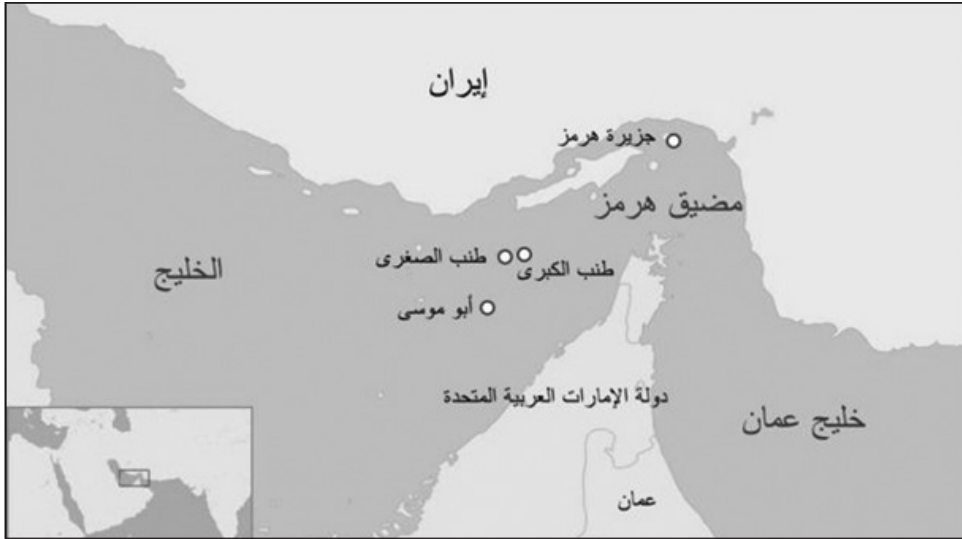 إيران
جزيرة هرمز
مضيق هرمز
طنب الصغرى
طنب الكبرى
الخليج
أبو موسى
دولة الإمارات العربية المتحدة
خليج عمان
عمان